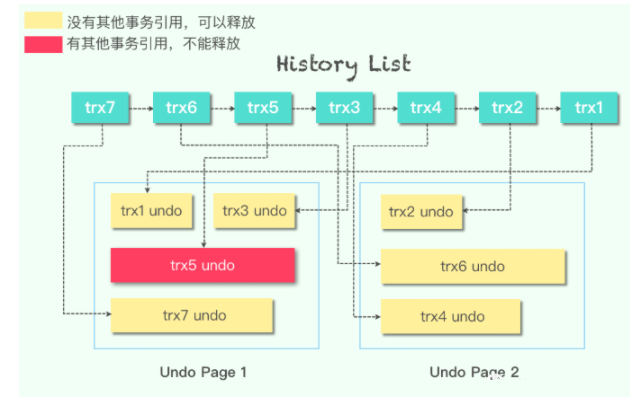 没有其他事务引用，可以释放
有其他事务引用，不能释放
History List
trx7 trx6 trx5 trx3 trx4 trx2 trx1
trx1 undo trx3 undo
trx5 undo
trx7 undo
Undo Page 1
trx2 undo
trx6 undo
trx4 undo
Undo Page 2